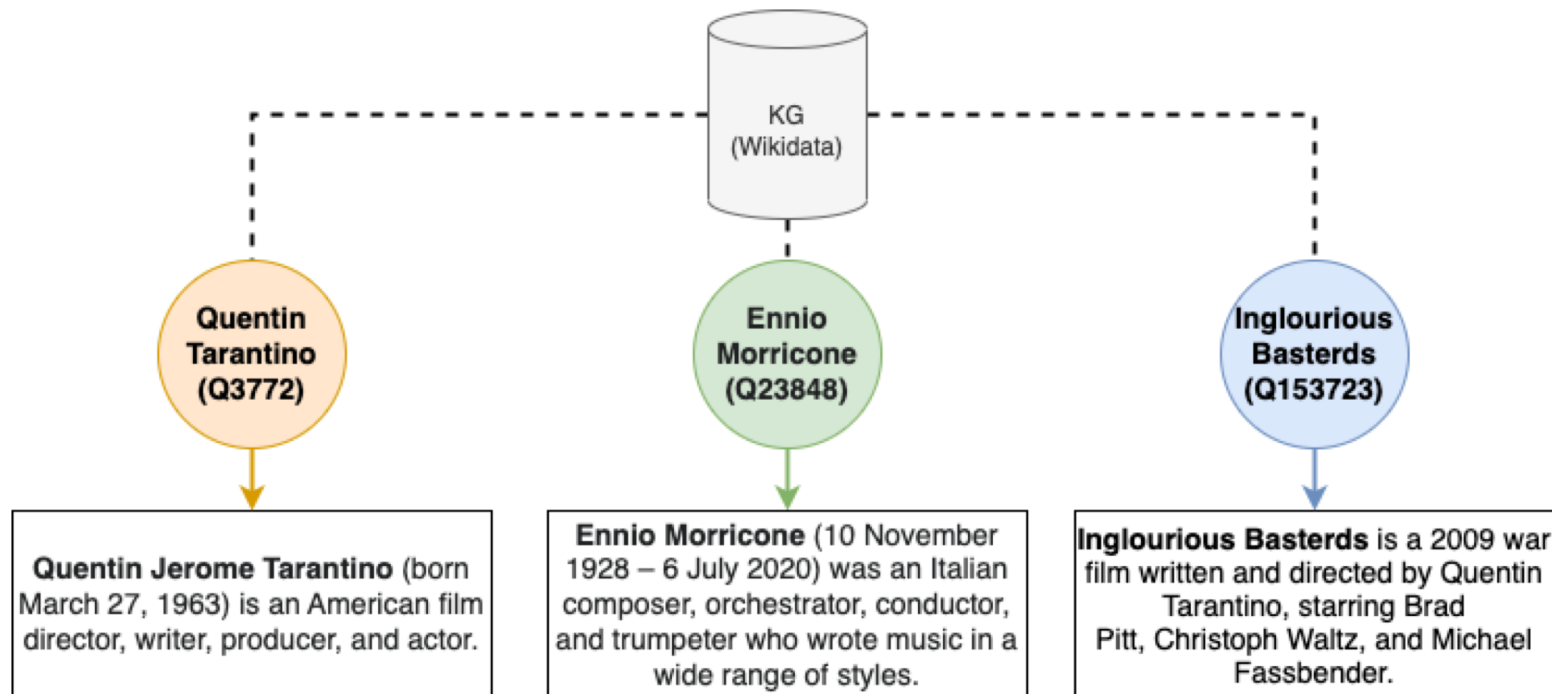 KG
(Wikidata)
Quentin
Tarantino
(Q3772)
Ennio
Morricone
(Q23848)
Inglourious
Basterds
(Q153723)
Quentin Jerome Tarantino (born
March 27, 1963) is an American film
director, writer, producer, and actor.
Ennio Morricone (10 November
1928 – 6 July 2020) was an Italian
composer, orchestrator, conductor,
and trumpeter who wrote music in a
wide range of styles.
Inglourious Basterds is a 2009 war
film written and directed by Quentin
Tarantino, starring Brad
Pitt, Christoph Waltz, and Michael
Fassbender.